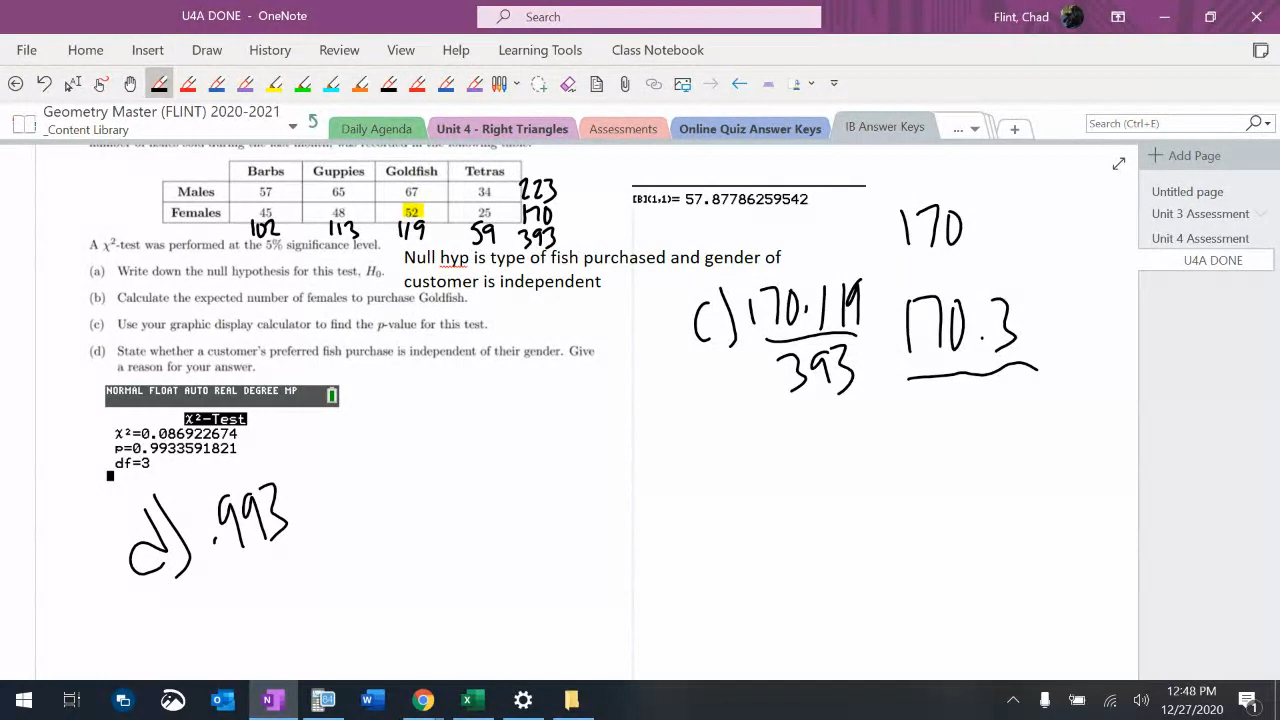 U4A DONE - OneNote
Search
Flint, Chad
File Home Insert Draw History Review View Help Learning Tools Class Notebook
Geometry Master (FLINT) 2020-2021
_Content Library
Daily Agenda
Unit 4 - Right Triangles
Assessments
Online Quiz Answer Keys
IB Answer Keys
...
Search (Ctrl+E)
Add Page
Untitled page
Unit 3 Assessment
Unit 4 Assessment
U4A DONE
Barbs Guppies Goldfish Tetras
Males 57 65 67 34 223
Females 45 48 52 25 170
102 113 119 59 393
A χ²-test was performed at the 5% significance level.
Null hyp is type of fish purchased and gender of
customer is independent
(a) Write down the null hypothesis for this test, H₀.
(b) Calculate the expected number of females to purchase Goldfish.
(c) Use your graphic display calculator to find the p-value for this test.
(d) State whether a customer's preferred fish purchase is independent of their gender. Give
a reason for your answer.
NORMAL FLOAT AUTO REAL DEGREE MP
χ²-Test
χ²=0.086922674
p=0.9933591821
df=3
d) .993
[B](1,1)= 57.87786259542
170
c) 170.119
393
170.3
12:48 PM
12/27/2020
1